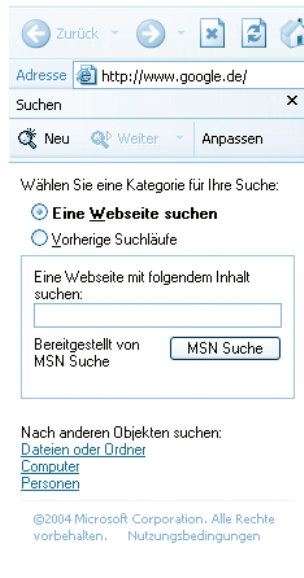 Zurück
Adresse http://www.google.de/
Suchen
Neu Weiter Anpassen
Wählen Sie eine Kategorie für Ihre Suche:
Eine Webseite suchen
Vorherige Suchläufe
Eine Webseite mit folgendem Inhalt
suchen:
Bereitgestellt von MSN Suche
MSN Suche
Nach anderen Objekten suchen:
Dateien oder Ordner
Computer
Personen
©2004 Microsoft Corporation. Alle Rechte
vorbehalten. Nutzungsbedingungen